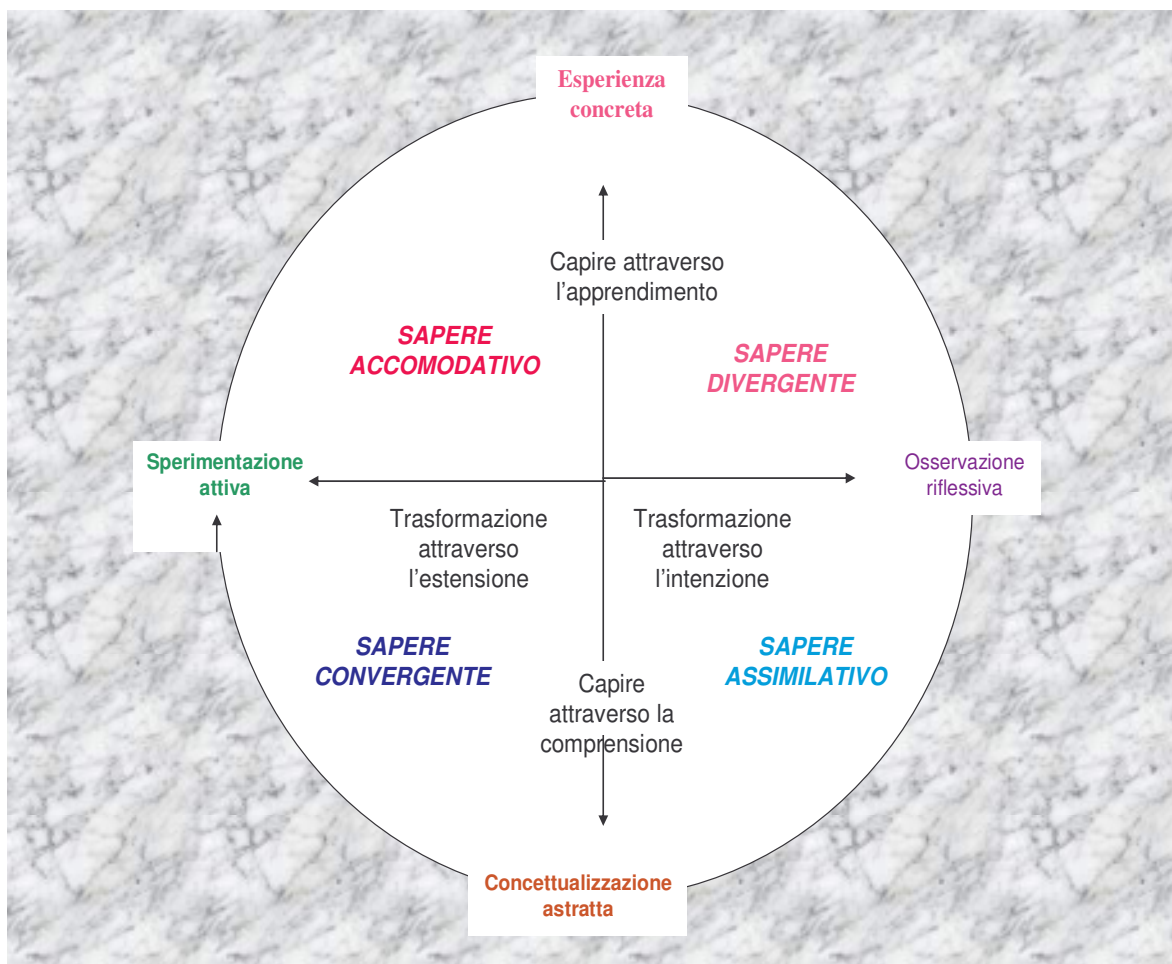 Esperienza
concreta
Capire attraverso
l'apprendimento
SAPERE
ACCOMODATIVO
SAPERE
DIVERGENTE
Sperimentazione
attiva
Osservazione
riflessiva
Trasformazione
attraverso
l'estensione
Trasformazione
attraverso
l'intenzione
SAPERE
CONVERGENTE
SAPERE
ASSIMILATIVO
Capire
attraverso la
comprensione
Concettualizzazione
astratta